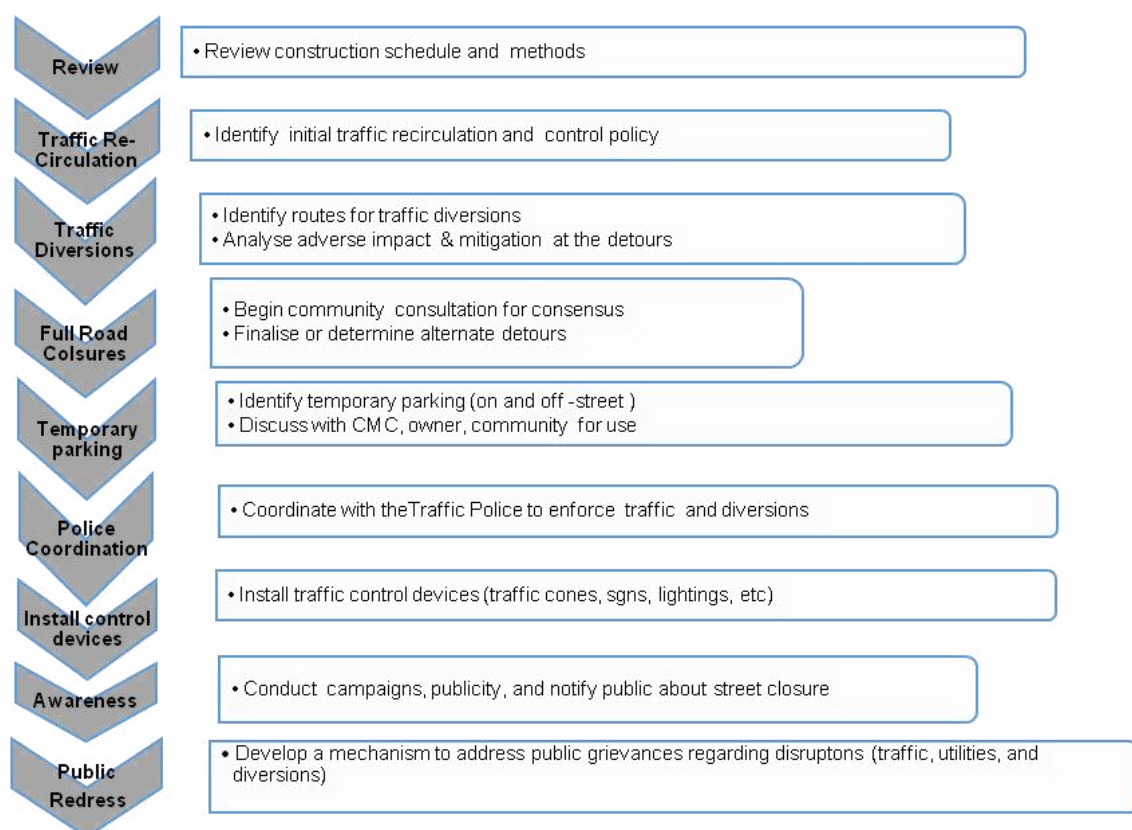 Review
• Review construction schedule and methods
Traffic Re-
Circulation
• Identify initial traffic recirculation and control policy
Traffic
Diversions
• Identify routes for traffic diversions
• Analyse adverse impact & mitigation at the detours
Full Road
Colsures
• Begin community consultation for consensus
• Finalise or determine alternate detours
Temporary
parking
• Identify temporary parking (on and off -street )
• Discuss with CMC, owner, community for use
Police
Coordination
• Coordinate with theTraffic Police to enforce traffic and diversions
Install control
devices
• Install traffic control devices (traffic cones, sgns, lightings, etc)
Awareness
• Conduct campaigns, publicity, and notify public about street closure
Public
Redress
• Develop a mechanism to address public grievances regarding disruptons (traffic, utilities, and
diversions)